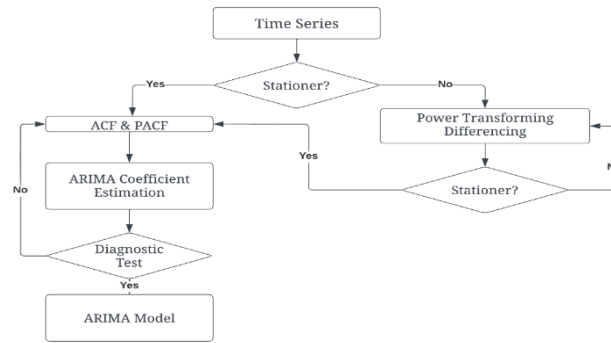 Time Series
Stationer?
Yes
No
ACF & PACF
Power Transforming
Differencing
Yes
ARIMA Coefficient
Estimation
No
Stationer?
Diagnostic
Test
Yes
ARIMA Model